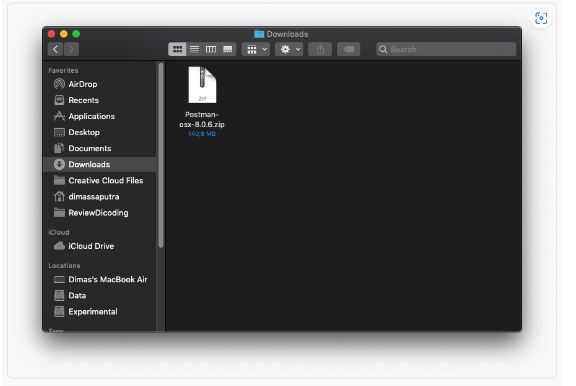 Downloads
Search
Favorites
AirDrop
Recents
Applications
Desktop
Documents
Downloads
Creative Cloud Files
dimassaputra
ReviewDicoding
iCloud
iCloud Drive
Locations
Dimas's MacBook Air
Data
Experimental
Tags
ZIP
Postman-
osx-8.0.6.zip
140,9 MB